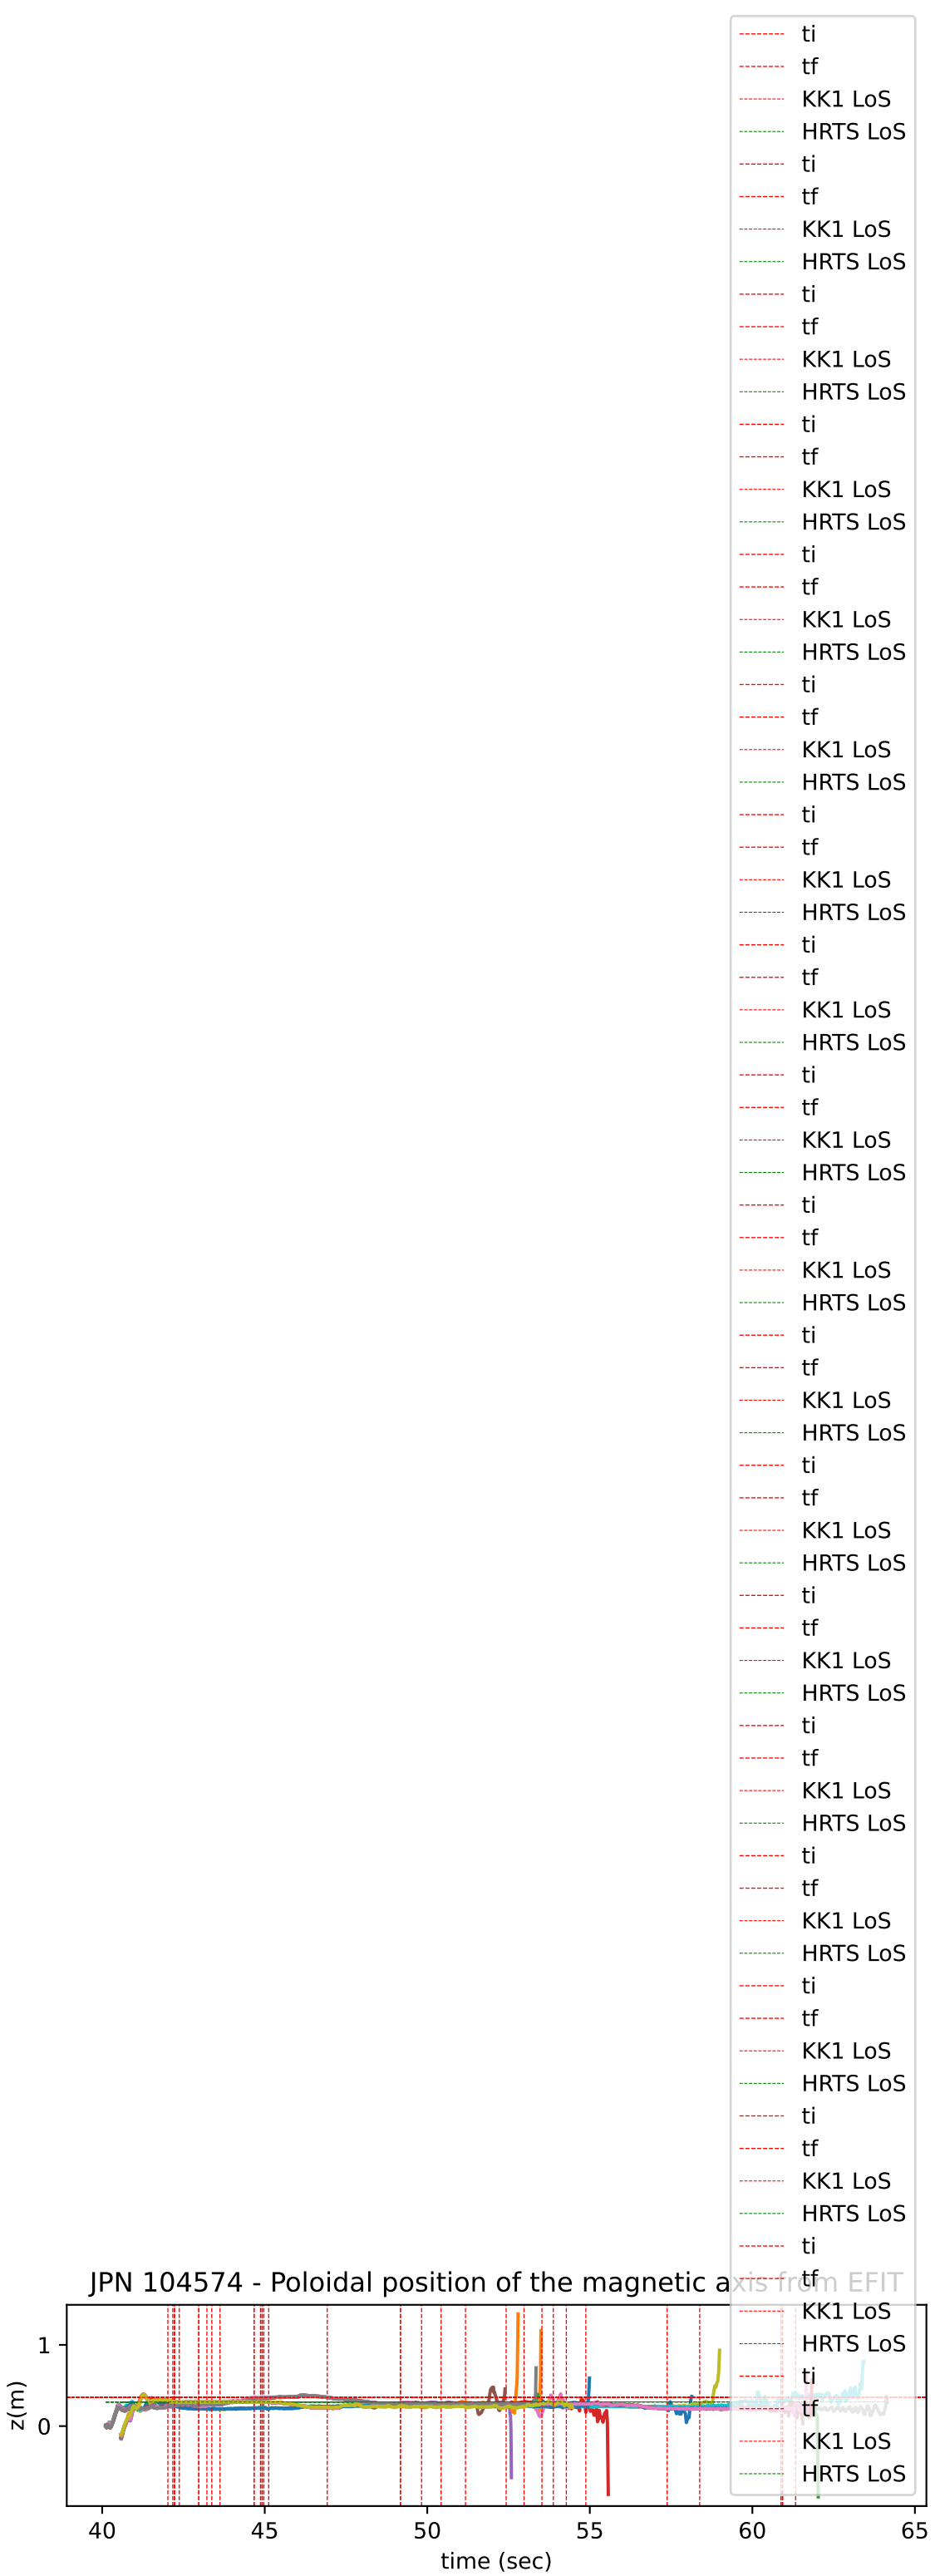 ti
tf
KK1 LoS
HRTS LoS
ti
tf
KK1 LoS
HRTS LoS
ti
tf
KK1 LoS
HRTS LoS
ti
tf
KK1 LoS
HRTS LoS
ti
tf
KK1 LoS
HRTS LoS
ti
tf
KK1 LoS
HRTS LoS
ti
tf
KK1 LoS
HRTS LoS
ti
tf
KK1 LoS
HRTS LoS
ti
tf
KK1 LoS
HRTS LoS
ti
tf
KK1 LoS
HRTS LoS
ti
tf
KK1 LoS
HRTS LoS
ti
tf
KK1 LoS
HRTS LoS
ti
tf
KK1 LoS
HRTS LoS
ti
tf
KK1 LoS
HRTS LoS
ti
tf
KK1 LoS
HRTS LoS
ti
tf
KK1 LoS
HRTS LoS
ti
tf
KK1 LoS
HRTS LoS
ti
tf
KK1 LoS
HRTS LoS
ti
tf
KK1 LoS
HRTS LoS
JPN 104574 - Poloidal position of the magnetic axis from EFIT
1
0
z(m)
40 45 50 55 60 65
time (sec)